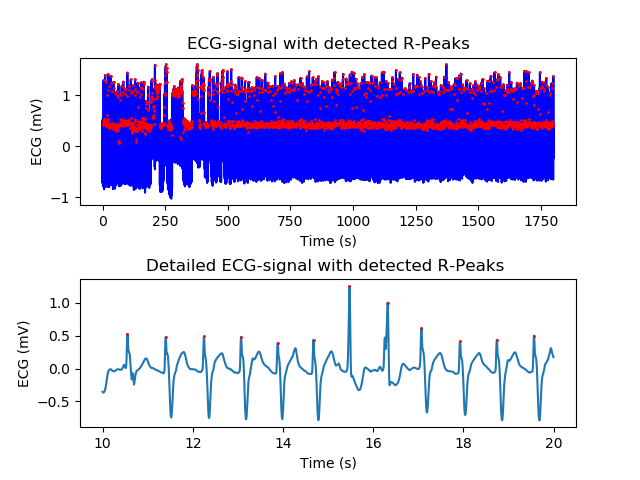 ECG-signal with detected R-Peaks
ECG (mV)
1
0
−1
0 250 500 750 1000 1250 1500 1750
Time (s)
Detailed ECG-signal with detected R-Peaks
ECG (mV)
1.0
0.5
0.0
−0.5
10 12 14 16 18 20
Time (s)